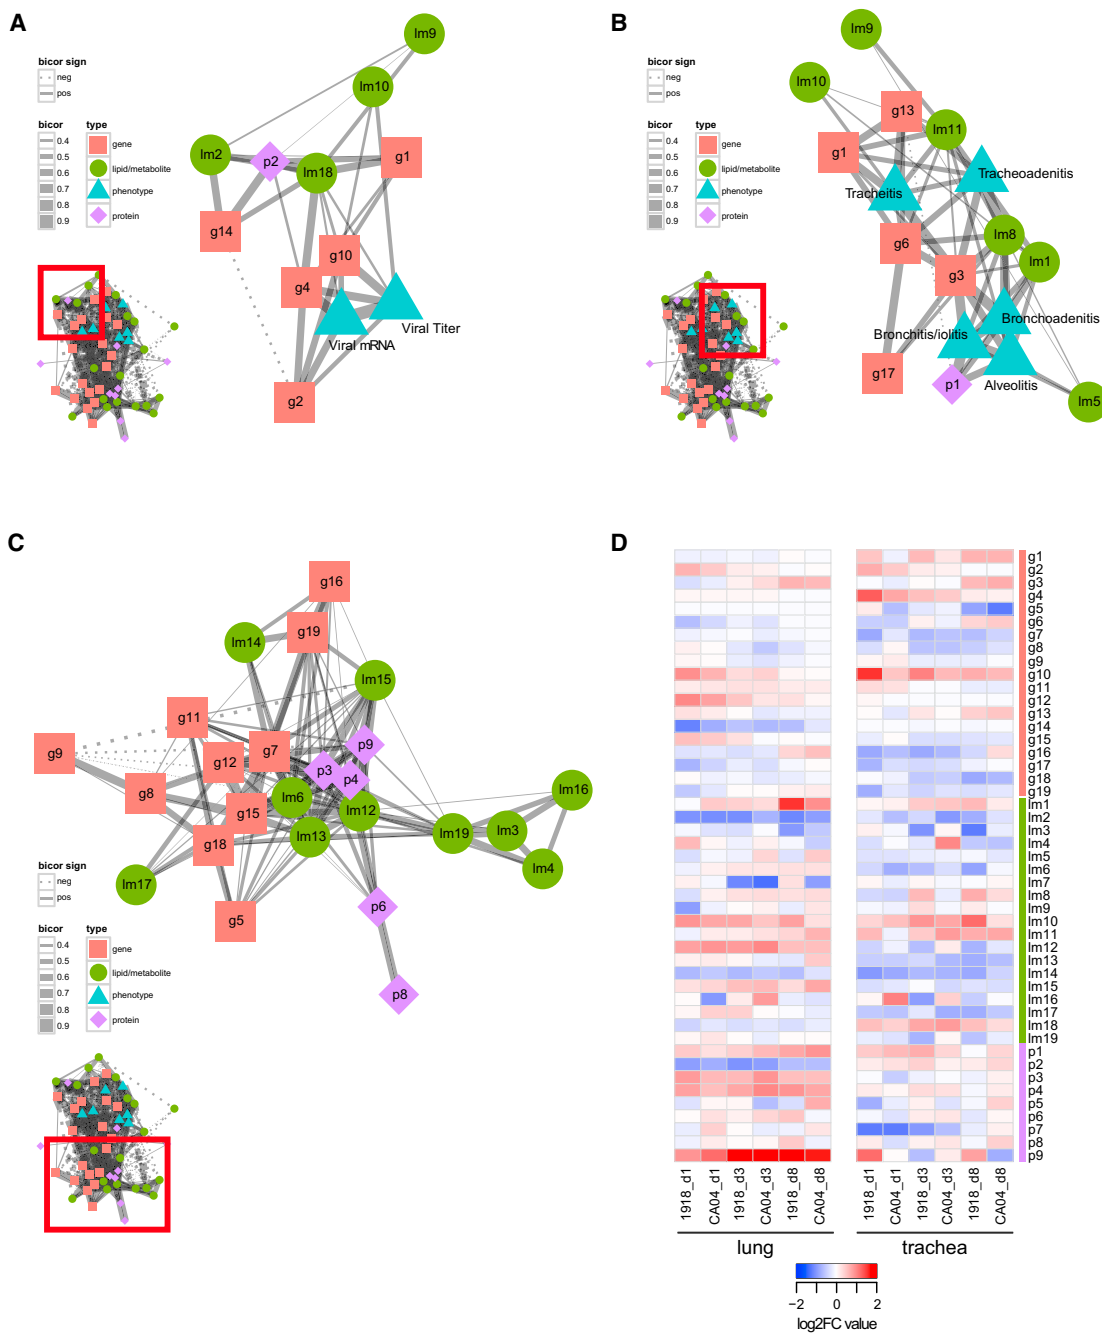 A
bicor sign
neg
pos
bicor
type
0.4
0.5
0.6
0.7
0.8
0.9
gene
lipid/metabolite
phenotype
protein
lm9
lm10
lm2
p2
lm18
g1
g14
g10
g4
Viral Titer
Viral mRNA
g2
B
bicor sign
neg
pos
bicor
type
0.4
0.5
0.6
0.7
0.8
0.9
gene
lipid/metabolite
phenotype
protein
lm9
lm10
g13
lm11
g1
Tracheoadenitis
Tracheitis
g6
lm8
g3
lm1
Bronchoadenitis
Bronchitis/iolitis
g17
p1
Alveolitis
lm5
C
g16
g19
lm14
lm15
g11
g9
g12
g7
p9
p3
p4
g8
lm6
lm16
g15
lm12
lm13
lm19
lm3
g18
lm4
lm17
g5
p6
p8
bicor sign
neg
pos
bicor
type
0.4
0.5
0.6
0.7
0.8
0.9
gene
lipid/metabolite
phenotype
protein
D
g1
g2
g3
g4
g5
g6
g7
g8
g9
g10
g11
g12
g13
g14
g15
g16
g17
g18
g19
lm1
lm2
lm3
lm4
lm5
lm6
lm7
lm8
lm9
lm10
lm11
lm12
lm13
lm14
lm15
lm16
lm17
lm18
lm19
p1
p2
p3
p4
p5
p6
p7
p8
p9
1918_d1
CA04_d1
1918_d3
CA04_d3
1918_d8
CA04_d8
1918_d1
CA04_d1
1918_d3
CA04_d3
1918_d8
CA04_d8
lung
trachea
−2 0 2
log2FC value